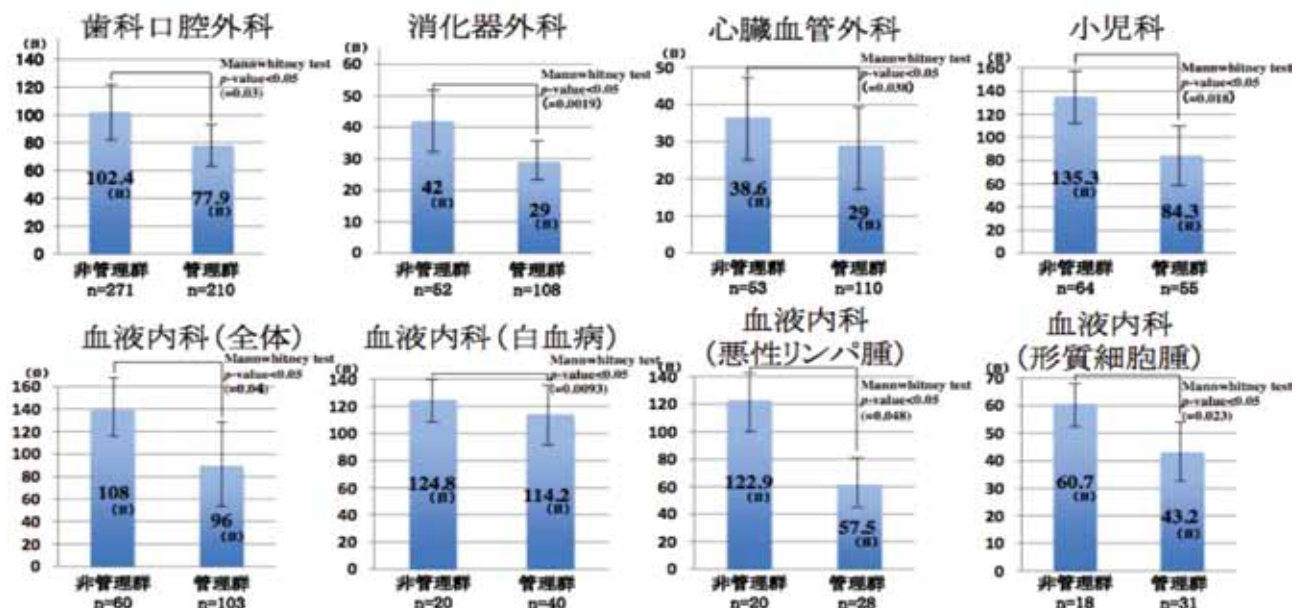 歯科口腔外科
(日)
140
120
100
80
60
40
20
0
Mannwhitney test
p-value<0.05
(=0.03)
102.4
(日)
77.9
(日)
非管理群
管理群
n=271
n=210
消化器外科
(日)
60
50
40
30
20
10
0
Mannwhitney test
p-value<0.05
(=0.0019)
42
(日)
29
(日)
非管理群
管理群
n=52
n=108
心臓血管外科
(日)
50
40
30
20
10
0
Mannwhitney test
p-value<0.05
(=0.038)
38.6
(日)
29
(日)
非管理群
管理群
n=53
n=110
小児科
(日)
160
140
120
100
80
60
40
20
0
Mannwhitney test
p-value<0.05
(=0.018)
135.3
(日)
84.3
(日)
非管理群
管理群
n=64
n=55
血液内科(全体)
(日)
160
140
120
100
80
60
40
20
0
Mannwhitney test
p-value<0.05
(=0.04)
108
(日)
96
(日)
非管理群
管理群
n=60
n=103
血液内科(白血病)
(日)
140
120
100
80
60
40
20
0
Mannwhitney test
p-value<0.05
(=0.0093)
124.8
(日)
114.2
(日)
非管理群
管理群
n=20
n=40
血液内科
(悪性リンパ腫)
(日)
140
120
100
80
60
40
20
0
Mannwhitney test
p-value<0.05
(=0.048)
122.9
(日)
57.5
(日)
非管理群
管理群
n=20
n=28
血液内科
(形質細胞腫)
(日)
70
60
50
40
30
20
10
0
Mannwhitney test
p-value<0.05
(=0.023)
60.7
(日)
43.2
(日)
非管理群
管理群
n=18
n=31